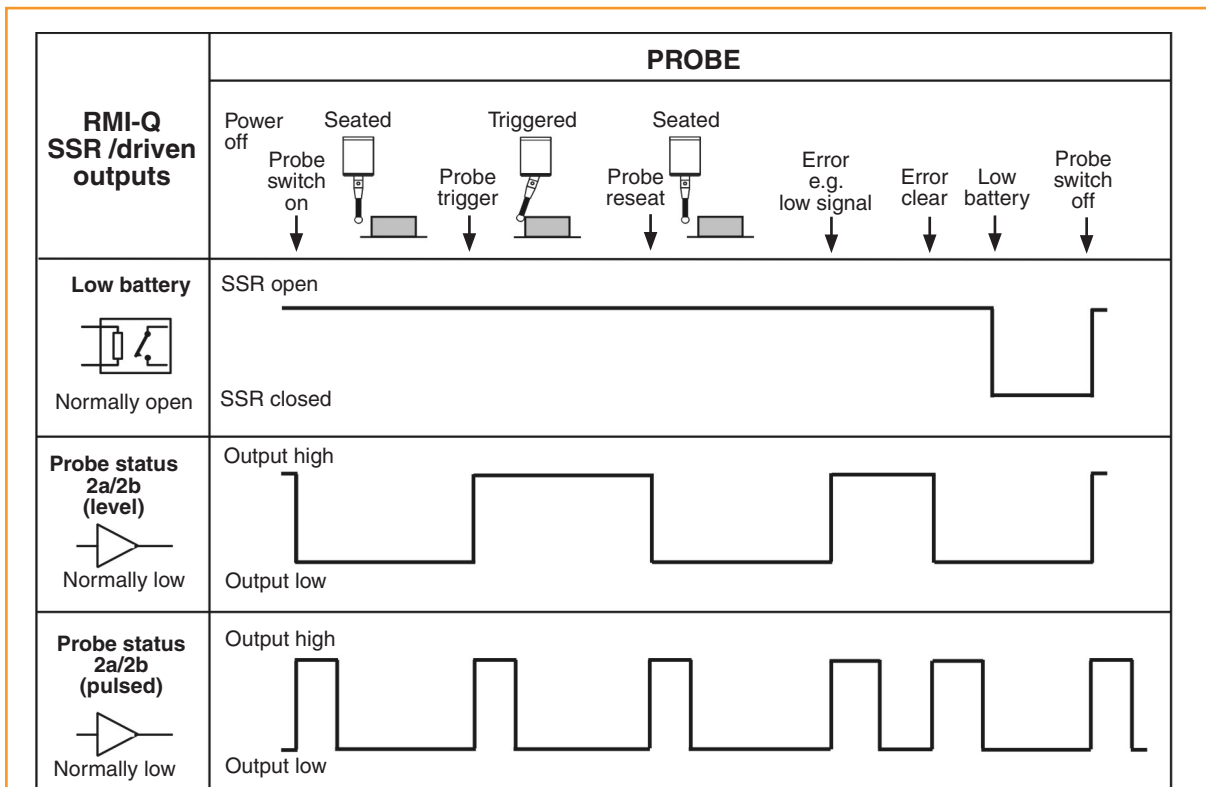 PROBE
RMI-Q
SSR /driven
outputs
Power
off
Probe
switch
on
Seated
Probe
trigger
Triggered
Probe
reseat
Seated
Error
e.g.
low signal
Error
clear
Low
battery
Probe
switch
off
Low battery
Normally open
SSR open
SSR closed
Probe status
2a/2b
(level)
Normally low
Output high
Output low
Probe status
2a/2b
(pulsed)
Normally low
Output high
Output low